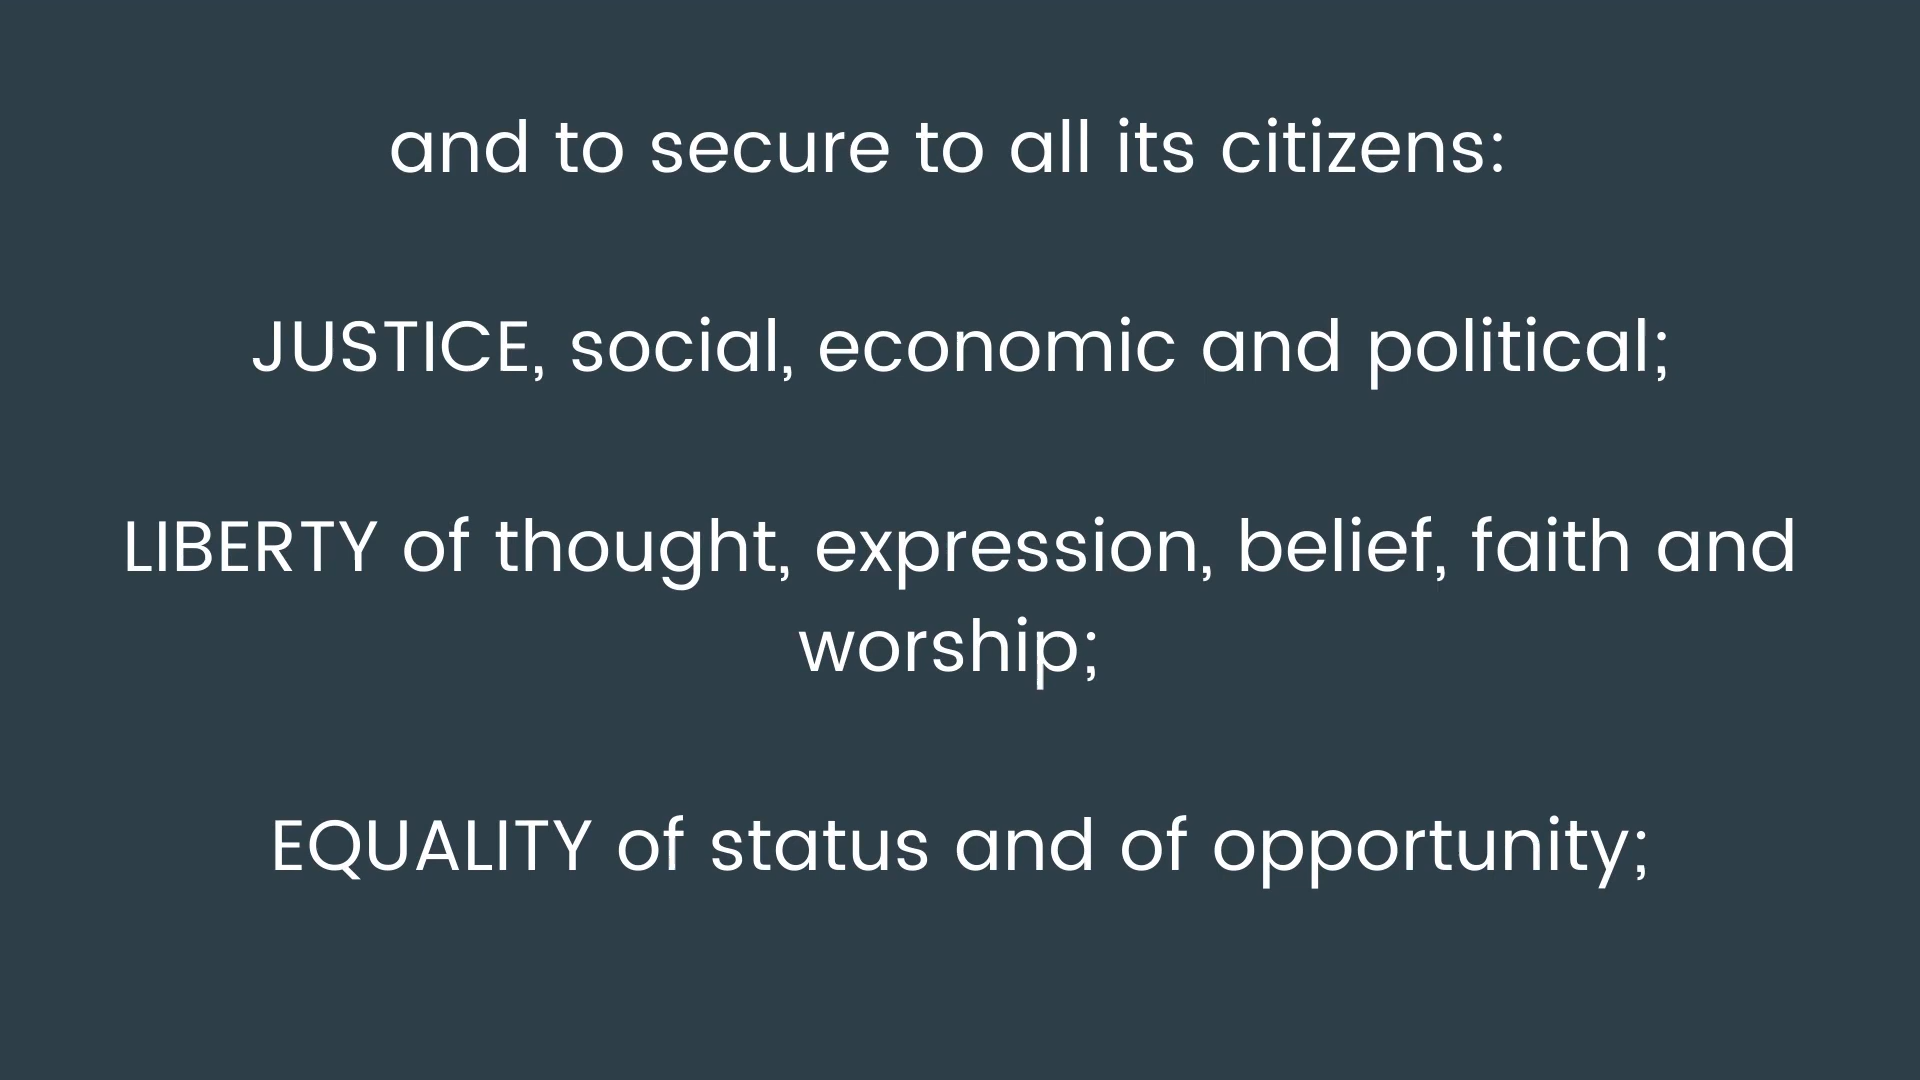 and to secure to all its citizens:
JUSTICE, social, economic and political;
LIBERTY of thought, expression, belief, faith and
worship;
EQUALITY of status and of opportunity;